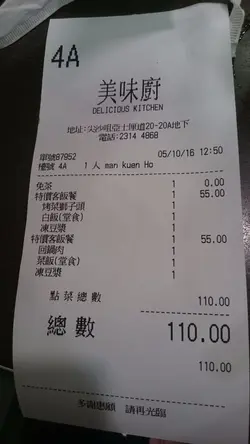 4A
美味廚
DELICIOUS KITCHEN
地址:尖沙咀亞士厘道20-20A地下
電話:2314 4868
單號87952 05/10/16 12:50
檯號 4A 1 人 man kuen Ho
免茶 1 0.00
特價客飯餐 1 55.00
烤菜獅子頭 1
白飯(堂食) 1
凍豆漿 1
特價客飯餐 1 55.00
回鍋肉 1
菜飯(堂食) 1
凍豆漿 1
點菜總數 110.00
總數 110.00
110.00
多謝惠顧 請再光臨